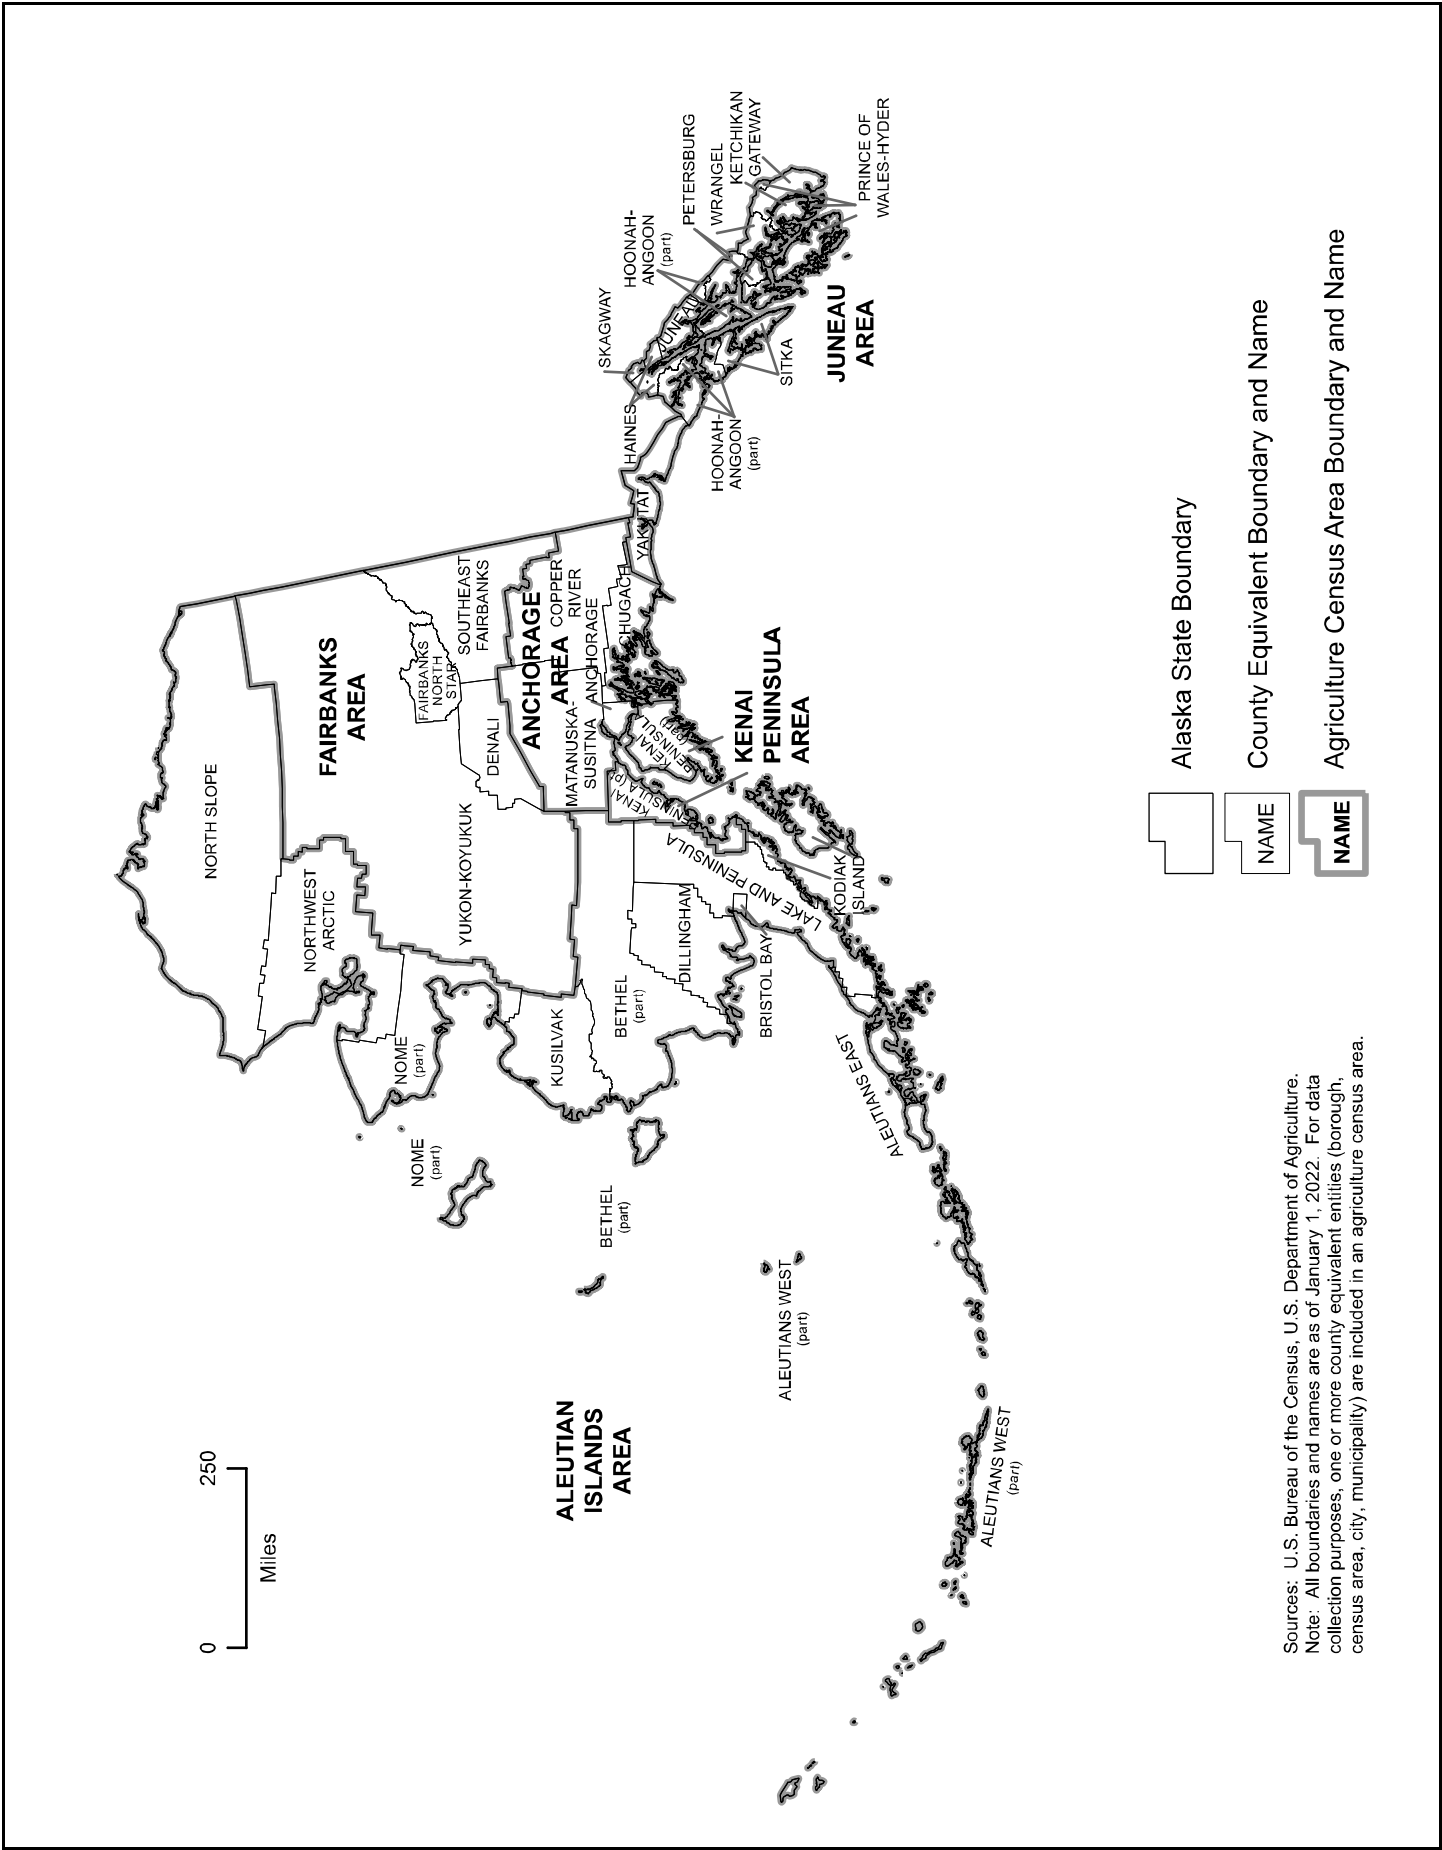 0
250
Miles
NORTH SLOPE
NORTHWEST
ARCTIC
NOME
(part)
NOME
(part)
FAIRBANKS
AREA
YUKON-KOYUKUK
FAIRBANKS
NORTH
STAR
SOUTHEAST
FAIRBANKS
DENALI
ANCHORAGE
AREA
COPPER
RIVER
MATANUSKA-
SUSITNA
ANCHORAGE
CHUGACH
YAKUTAT
KUSILVAK
BETHEL
(part)
BETHEL
(part)
ALEUTIAN
ISLANDS
AREA
DILLINGHAM
BRISTOL BAY
LAKE AND PENINSULA
KENAI
PENINSULA
(part)
KENAI
PENINSULA (P
KENAI
PENINSULA
AREA
KODIAK
ISLAND
ALEUTIANS EAST
ALEUTIANS WEST
(part)
ALEUTIANS WEST
(part)
HAINES
SKAGWAY
JUNEAU
HOONAH-
ANGOON
(part)
HOONAH-
ANGOON
(part)
PETERSBURG
WRANGEL
KETCHIKAN
GATEWAY
PRINCE OF
WALES-HYDER
SITKA
JUNEAU
AREA
Alaska State Boundary
NAME
County Equivalent Boundary and Name
NAME
Agriculture Census Area Boundary and Name
Sources: U.S. Bureau of the Census, U.S. Department of Agriculture.
Note: All boundaries and names are as of January 1, 2022. For data
collection purposes, one or more county equivalent entities (borough,
census area, city, municipality) are included in an agriculture census area.